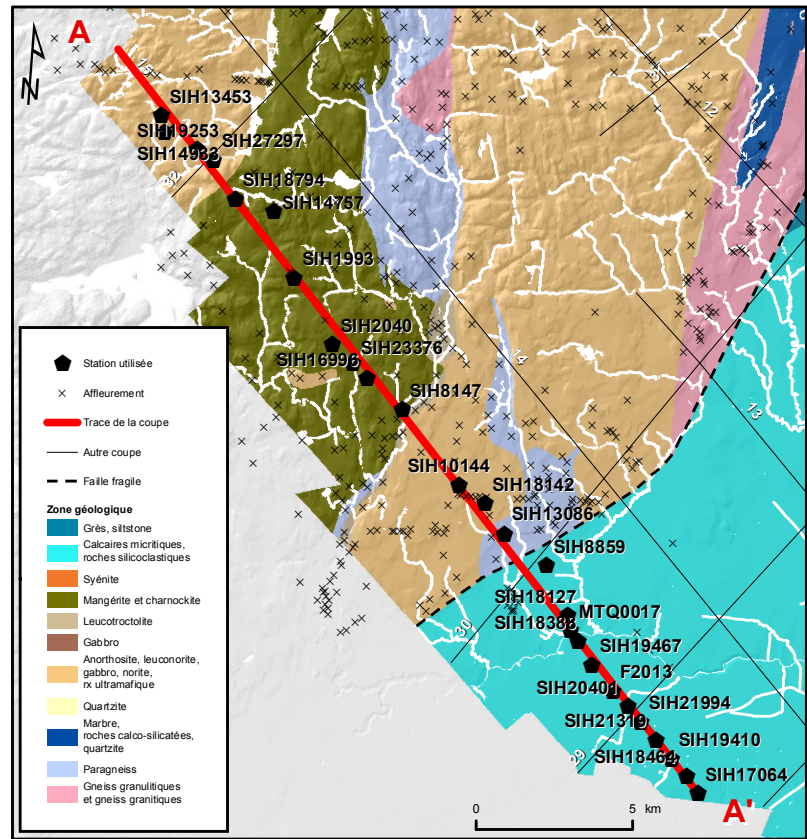 A
N
15
12
31
SIH13453
SIH19253
SIH14933
SIH27297
32
SIH18794
SIH14757
SIH1993
SIH2040
SIH23376
SIH16996
14
13
SIH8147
SIH10144
SIH18142
SIH13086
SIH8859
SIH18127
MTQ0017
SIH18388
30
SIH19467
F2013
SIH20401
SIH21994
SIH21319
SIH19410
SIH18464
29
SIH17064
A'
0 5 km
Station utilisée
Affleurement
Trace de la coupe
Autre coupe
Faille fragile
Zone géologique
Grès, siltstone
Calcaires micritiques,
roches silicoclastiques
Syénite
Mangérite et charnockite
Leucotroctolite
Gabbro
Anorthosite, leuconorite,
gabbro, norite,
rx ultramafique
Quartzite
Marbre,
roches calco-silicatées,
quartzite
Paragneiss
Gneiss granulitiques
et gneiss granitiques